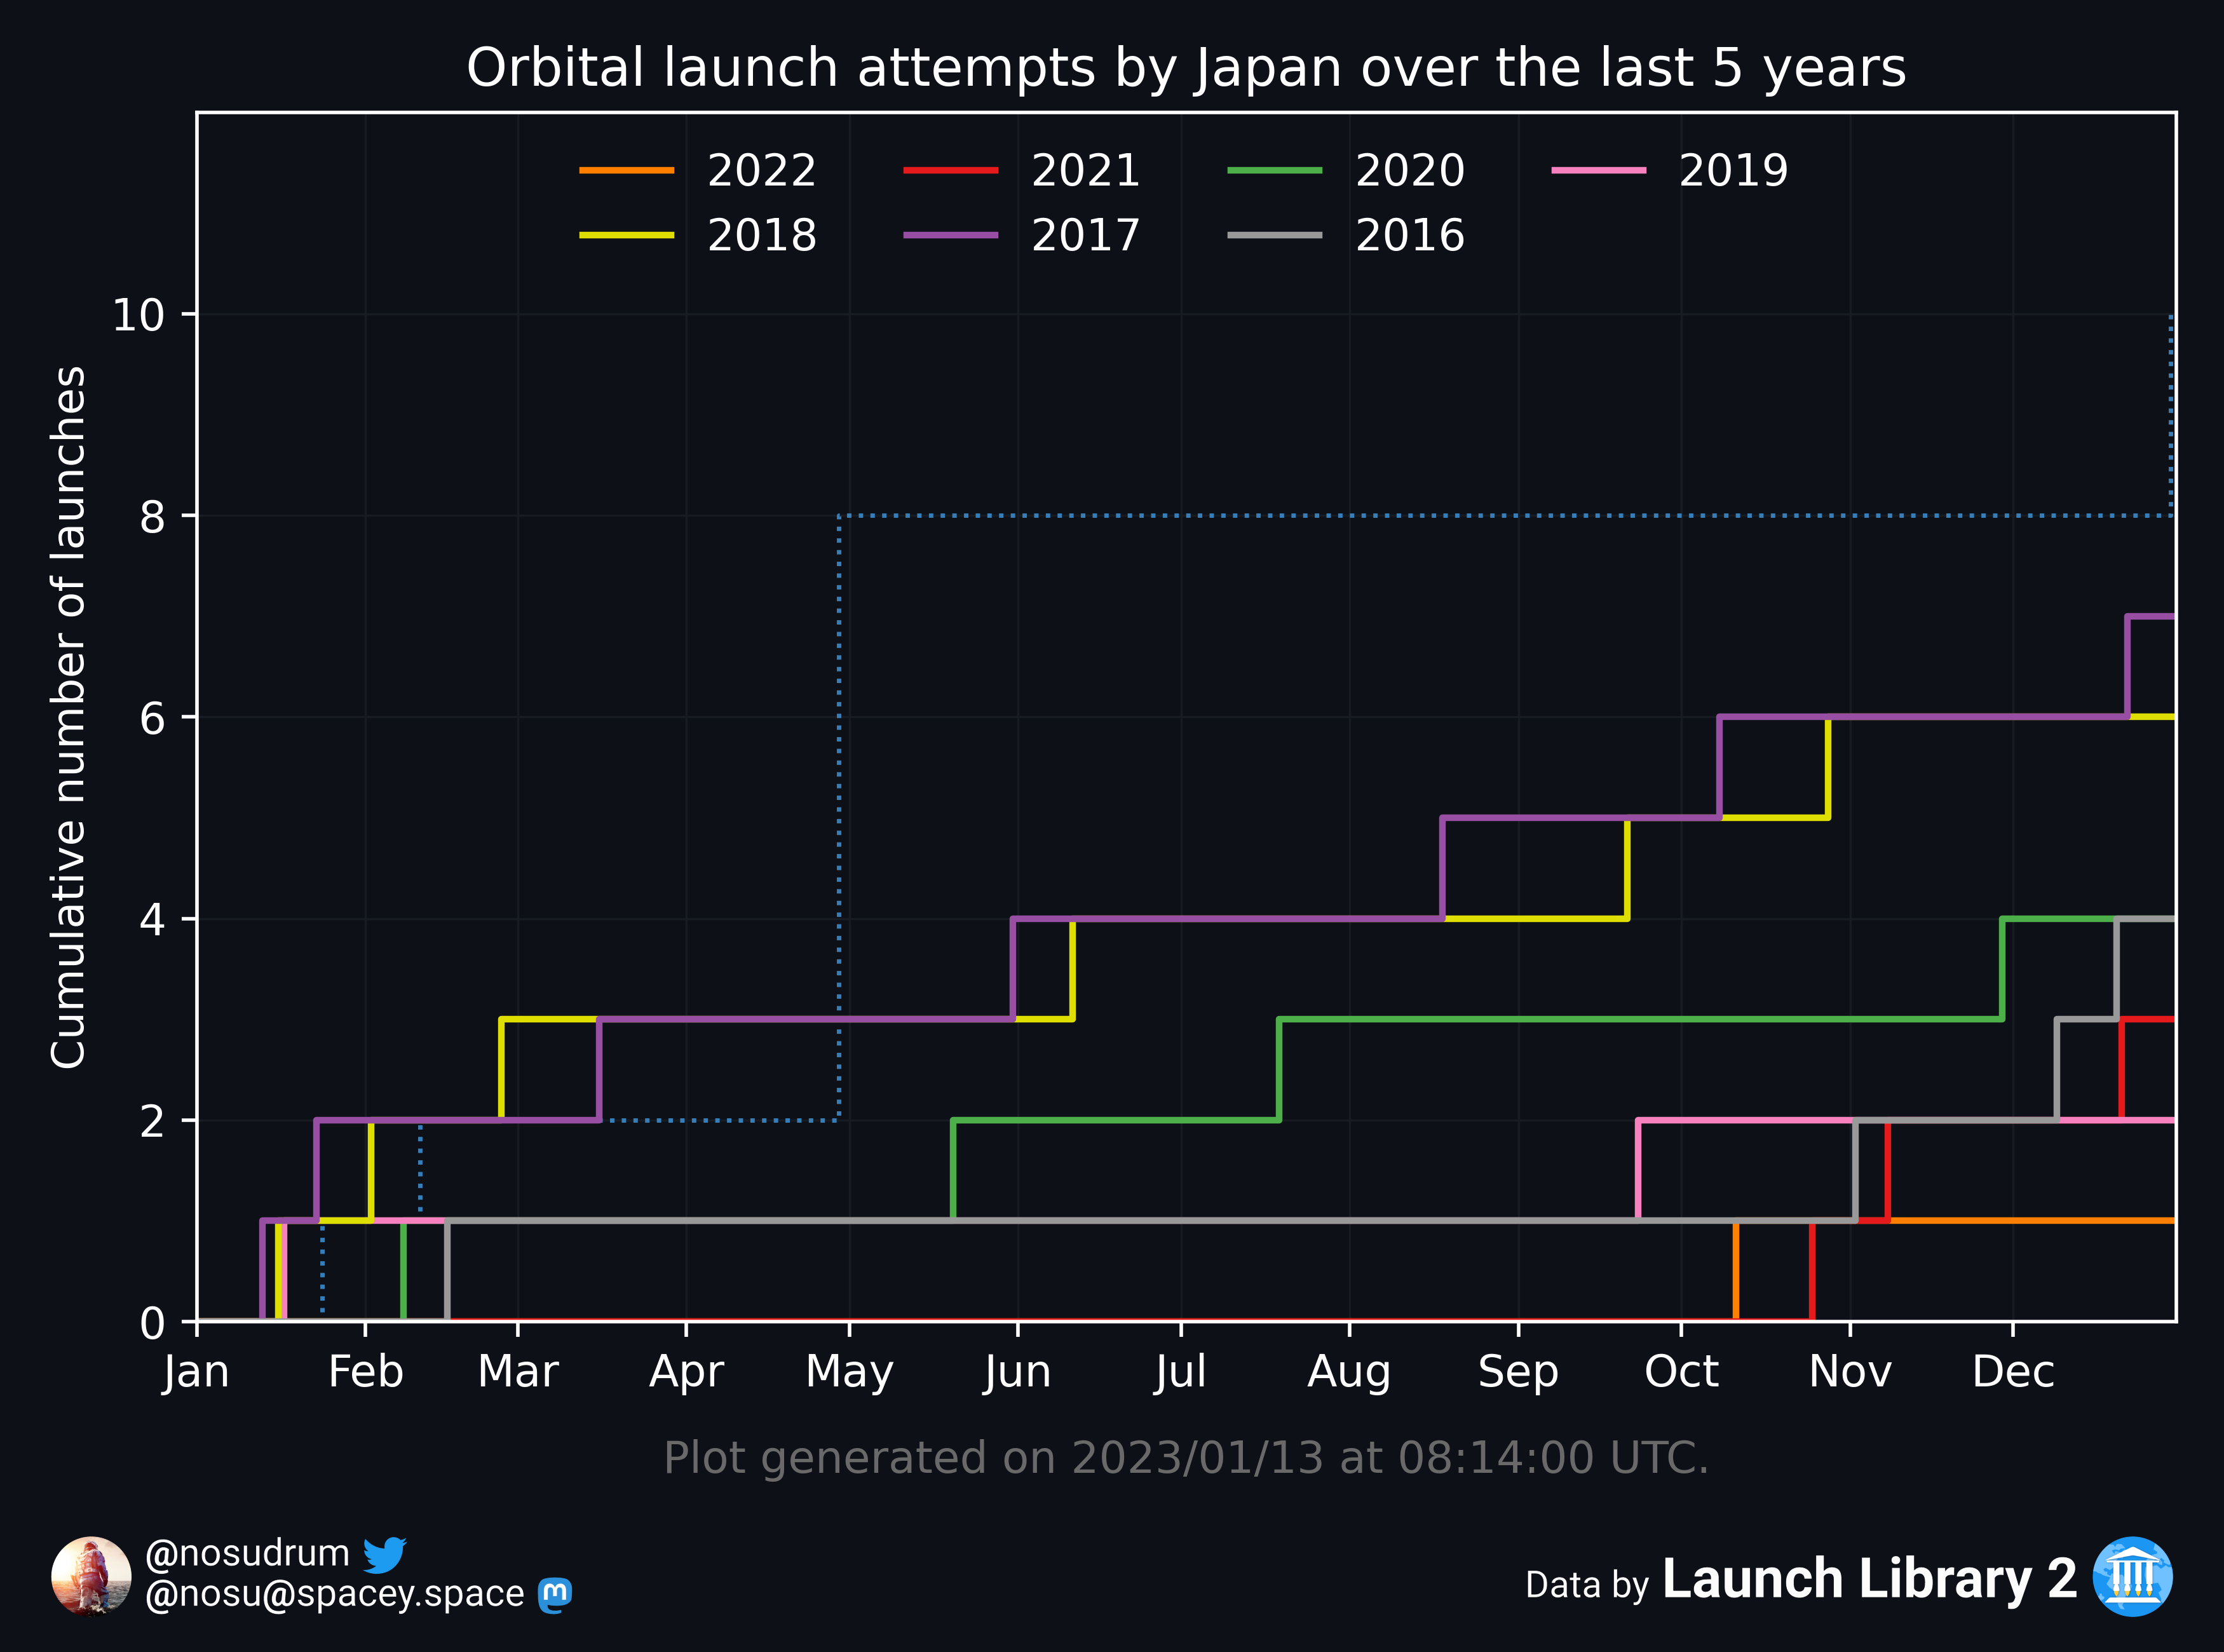 Orbital launch attempts by Japan over the last 5 years
2022 2021 2020 2019
2018 2017 2016
Cumulative number of launches
10
8
6
4
2
0
Jan Feb Mar Apr May Jun Jul Aug Sep Oct Nov Dec
Plot generated on 2023/01/13 at 08:14:00 UTC.
@nosudrum
@nosu@spacey.space
Data by Launch Library 2